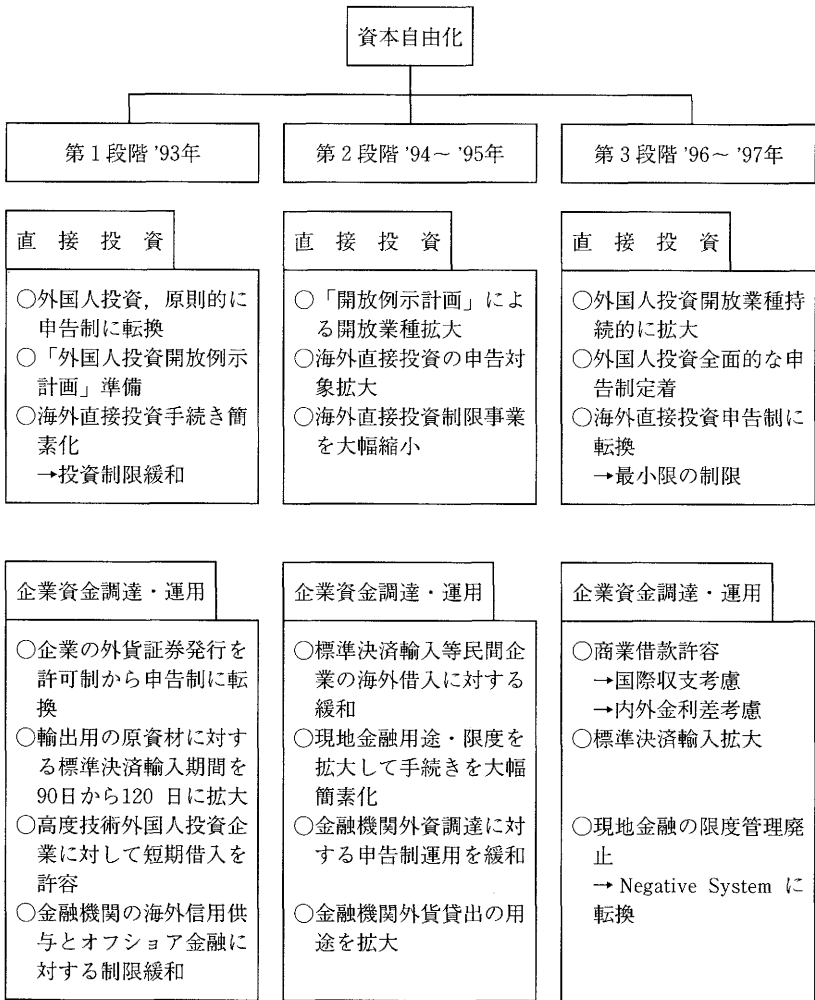 資本自由化
第1段階 '93年
第2段階 '94～ '95年
第3段階 '96～ '97年
直接投資
○外国人投資，原則的に
申告制に転換
○「外国人投資開放例示
計画」準備
○海外直接投資手続き簡
素化
→投資制限緩和
直接投資
○「開放例示計画」によ
る開放業種拡大
○海外直接投資の申告対
象拡大
○海外直接投資制限事業
を大幅縮小
直接投資
○外国人投資開放業種持
続的に拡大
○外国人投資全面的な申
告制定着
○海外直接投資申告制に
転換
→最小限の制限
企業資金調達・運用
○企業の外貨証券発行を
許可制から申告制に転
換
○輸出用の原資材に対す
る標準決済輸入期間を
90日から120 日に拡大
○高度技術外国人投資企
業に対して短期借入を
許容
○金融機関の海外信用供
与とオフショア金融に
対する制限緩和
企業資金調達・運用
○標準決済輸入等民間企
業の海外借入に対する
緩和
○現地金融用途・限度を
拡大して手続きを大幅
簡素化
○金融機関外資調達に対
する申告制運用を緩和
○金融機関外貨貸出の用
途を拡大
企業資金調達・運用
○商業借款許容
→国際収支考慮
→内外金利差考慮
○標準決済輸入拡大
○現地金融の限度管理廃
止
→ Negative System に
転換